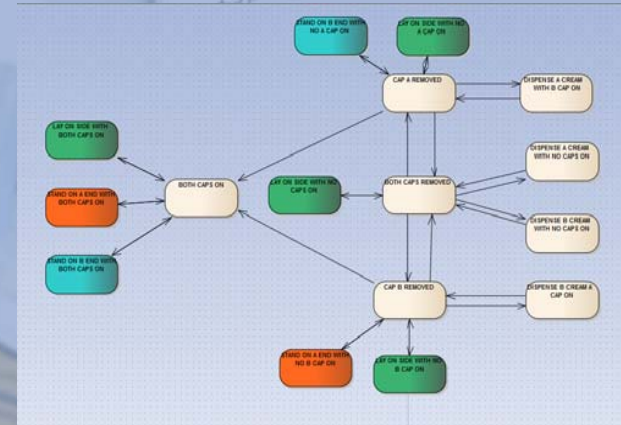 STAND ON B END WITH
NO A CAP ON
LAY ON SIDE WITH NO
A CAP ON
CAP A REMOVED
DISPENSE A CREAM
WITH B CAP ON
LAY ON SIDE WITH
BOTH CAPS ON
DISPENSE A CREAM
WITH NO CAPS ON
STAND ON A END WITH
BOTH CAPS ON
BOTH CAPS ON
LAY ON SIDE WITH NO
CAPS ON
BOTH CAPS REMOVED
DISPENSE B CREAM
WITH NO CAPS ON
STAND ON B END WITH
BOTH CAPS ON
CAP B REMOVED
DISPENSE B CREAM A
CAP ON
STAND ON A END WITH
NO B CAP ON
LAY ON SIDE WITH NO
B CAP ON